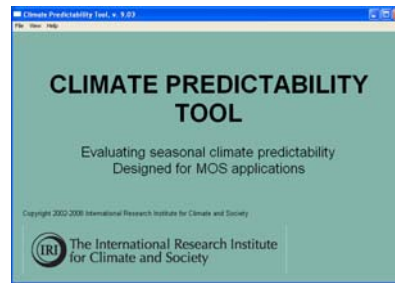 Climate Predictability Tool, v. 9.03
File View Help
CLIMATE PREDICTABILITY
TOOL
Evaluating seasonal climate predictability
Designed for MOS applications
Copyright 2002-2008 International Research Institute for Climate and Society
IRI
The International Research Institute
for Climate and Society